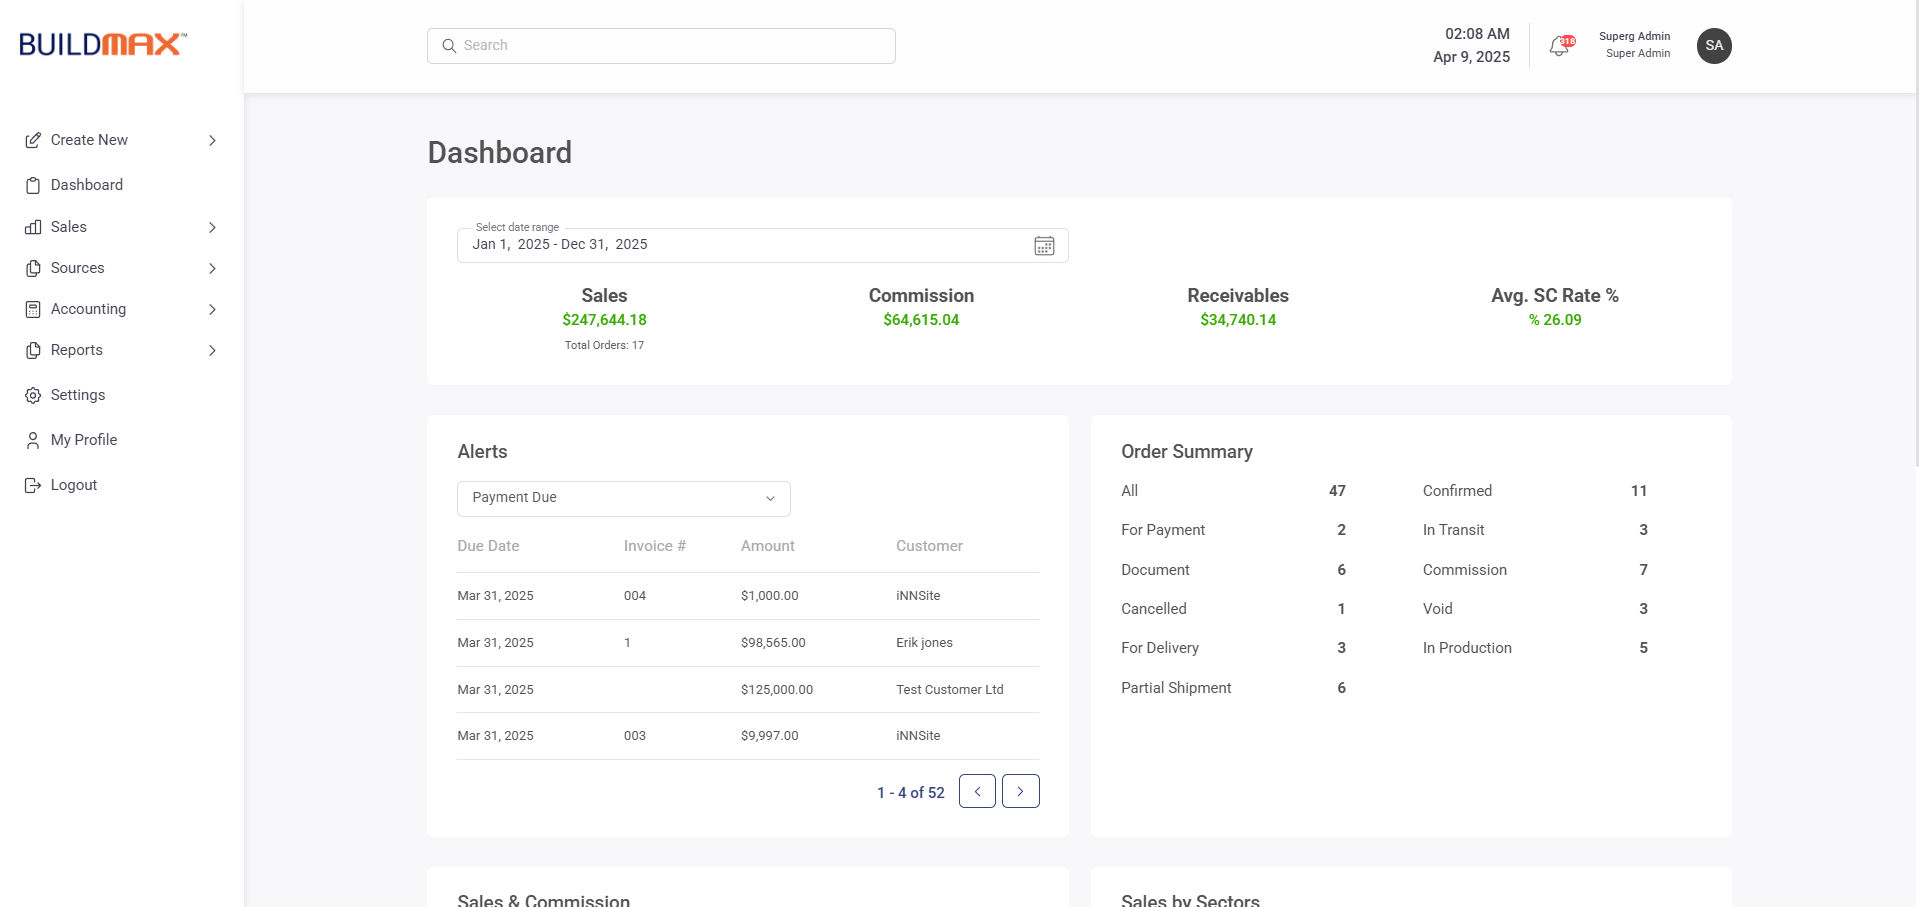 BUILDMAX™
Search
02:08 AM
Apr 9, 2025
318
Superg Admin
Super Admin
SA
Create New
Dashboard
Sales
Sources
Accounting
Reports
Settings
My Profile
Logout
Dashboard
Select date range
Jan 1, 2025 - Dec 31, 2025
Sales
$247,644.18
Total Orders: 17
Commission
$64,615.04
Receivables
$34,740.14
Avg. SC Rate %
% 26.09
Alerts
Payment Due
Due Date Invoice # Amount Customer
Mar 31, 2025 004 $1,000.00 iNNSite
Mar 31, 2025 1 $98,565.00 Erik jones
Mar 31, 2025 $125,000.00 Test Customer Ltd
Mar 31, 2025 003 $9,997.00 iNNSite
1 - 4 of 52
Order Summary
All 47 Confirmed 11
For Payment 2 In Transit 3
Document 6 Commission 7
Cancelled 1 Void 3
For Delivery 3 In Production 5
Partial Shipment 6
Sales & Commission
Sales by Sectors